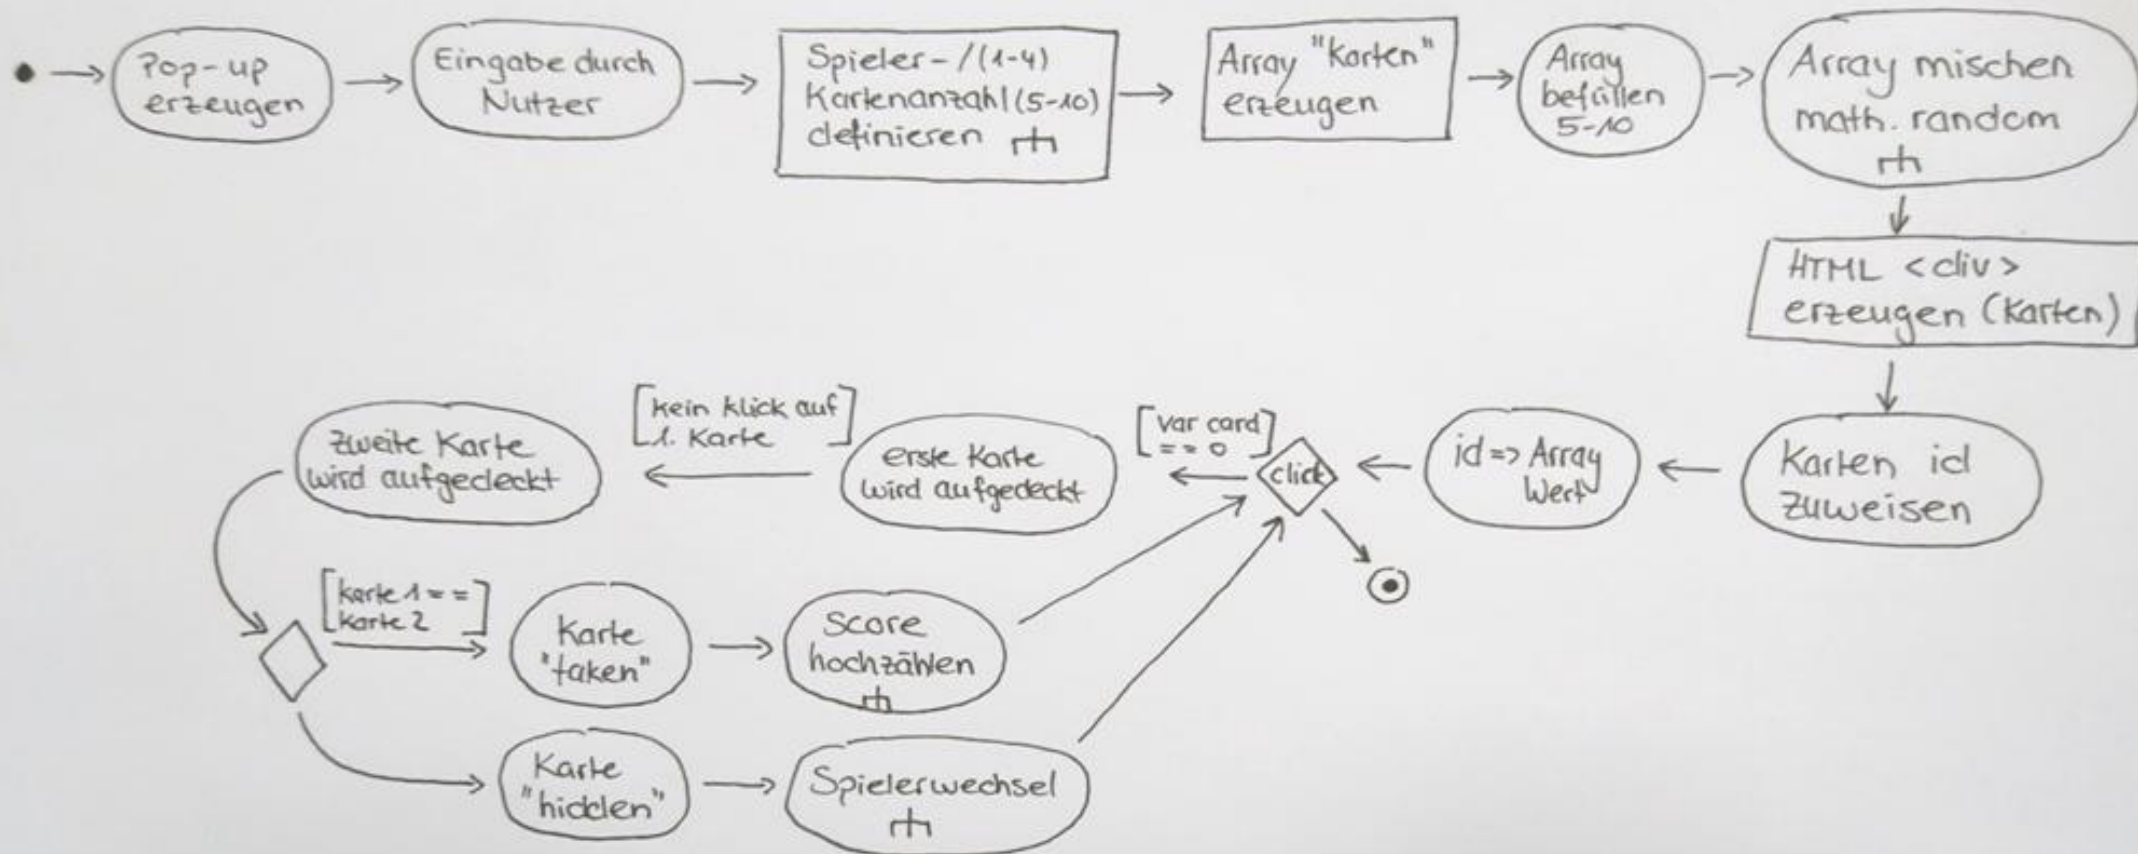 Pop-up
erzeugen
Eingabe durch
Nutzer
Spieler-/(1-4)
Kartenanzahl (5-10)
definieren
Array "Karten"
erzeugen
Array
befüllen
5-10
Array mischen
math. random
HTML <div>
erzeugen (Karten)
Karten id
zuweisen
id => Array
Wert
click
[var card]
== 0
erste Karte
wird aufgedeckt
[kein klick auf]
1. Karte
zweite Karte
wird aufgedeckt
[karte 1 ==]
karte 2
Karte
"taken"
Score
hochzählen
Karte
"hidden"
Spielerwechsel